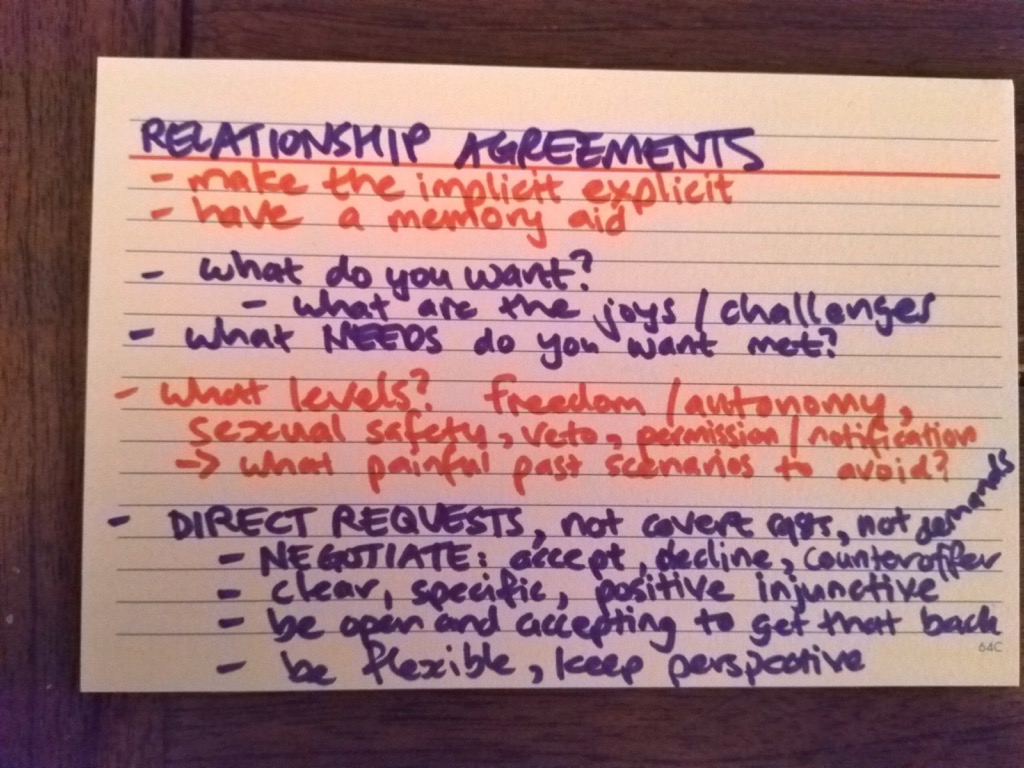 RELATIONSHIP AGREEMENTS
- make the implicit explicit
- have a memory aid
- what do you want?
- what are the joys / challenges
- what NEEDS do you want met?
- what levels? freedom / autonomy,
sexual safety, veto, permission / notification
-> what painful past scenarios to avoid?
- DIRECT REQUESTS, not covert rqsts, not demands
- NEGOTIATE: accept, decline, counteroffer
- clear, specific, positive injunctive
- be open and accepting to get that back
64C
- be flexible, keep perspective